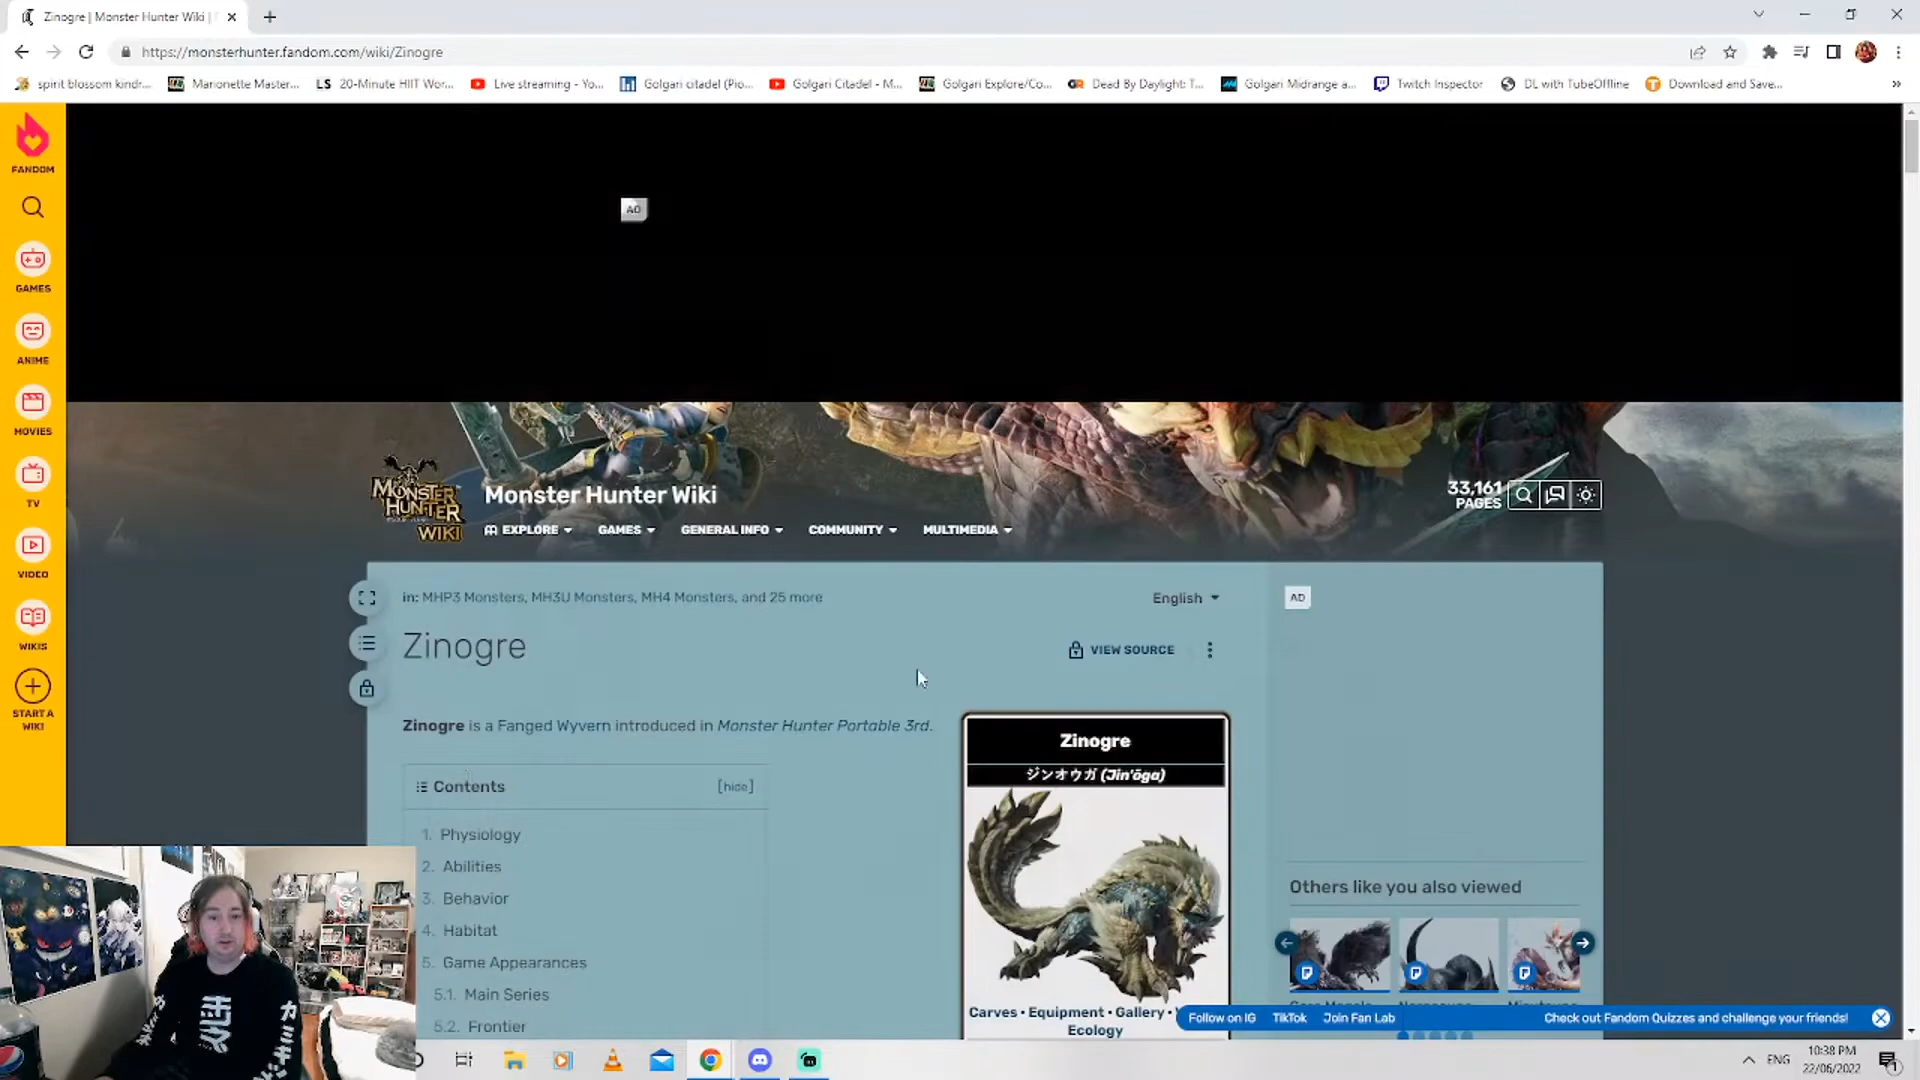 Zinogre | Monster Hunter Wiki |
https://monsterhunter.fandom.com/wiki/Zinogre
spirit blossom kindr... Marionette Master... LS 20-Minute HIIT Wor... Live streaming - Yo... Golgari citadel (Pio... Golgari Citadel - M... Golgari Explore/Co... Dead By Daylight: T... Golgari Midrange a... Twitch Inspector DL with TubeOffline Download and Save... »
FANDOM
GAMES
ANIME
MOVIES
TV
VIDEO
WIKIS
START A
WIKI
AD
MONSTER
HUNTER
WIKI
Monster Hunter Wiki
33,161
PAGES
EXPLORE GAMES GENERAL INFO COMMUNITY MULTIMEDIA
in: MHP3 Monsters, MH3U Monsters, MH4 Monsters, and 25 more
English
AD
Zinogre
VIEW SOURCE
Zinogre is a Fanged Wyvern introduced in Monster Hunter Portable 3rd.
Contents [hide]
1. Physiology
2. Abilities
3. Behavior
4. Habitat
5. Game Appearances
5.1. Main Series
5.2. Frontier
Zinogre
ジンオウガ (Jin'ōga)
Carves • Equipment • Gallery •
Ecology
Others like you also viewed
Follow on IG TikTok Join Fan Lab Check out Fandom Quizzes and challenge your friends!
ENG
10:38 PM
22/06/2022